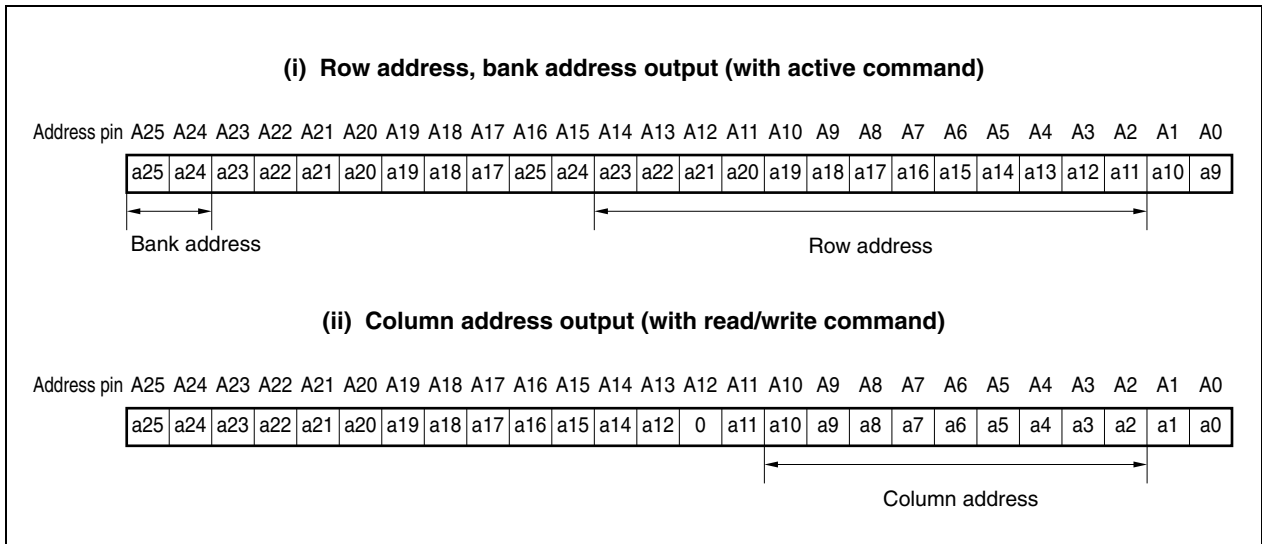 (i) Row address, bank address output (with active command)
Address pin A25 A24 A23 A22 A21 A20 A19 A18 A17 A16 A15 A14 A13 A12 A11 A10 A9 A8 A7 A6 A5 A4 A3 A2 A1 A0
a25 a24 a23 a22 a21 a20 a19 a18 a17 a25 a24 a23 a22 a21 a20 a19 a18 a17 a16 a15 a14 a13 a12 a11 a10 a9
Bank address Row address
(ii) Column address output (with read/write command)
Address pin A25 A24 A23 A22 A21 A20 A19 A18 A17 A16 A15 A14 A13 A12 A11 A10 A9 A8 A7 A6 A5 A4 A3 A2 A1 A0
a25 a24 a23 a22 a21 a20 a19 a18 a17 a16 a15 a14 a12 0 a11 a10 a9 a8 a7 a6 a5 a4 a3 a2 a1 a0
Column address